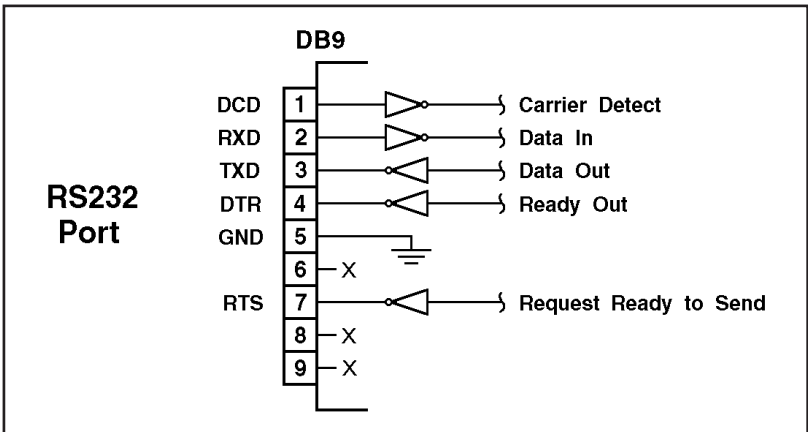 DB9
DCD 1 Carrier Detect
RXD 2 Data In
TXD 3 Data Out
RS232
Port
DTR 4 Ready Out
GND 5
6 X
RTS 7 Request Ready to Send
8 X
9 X